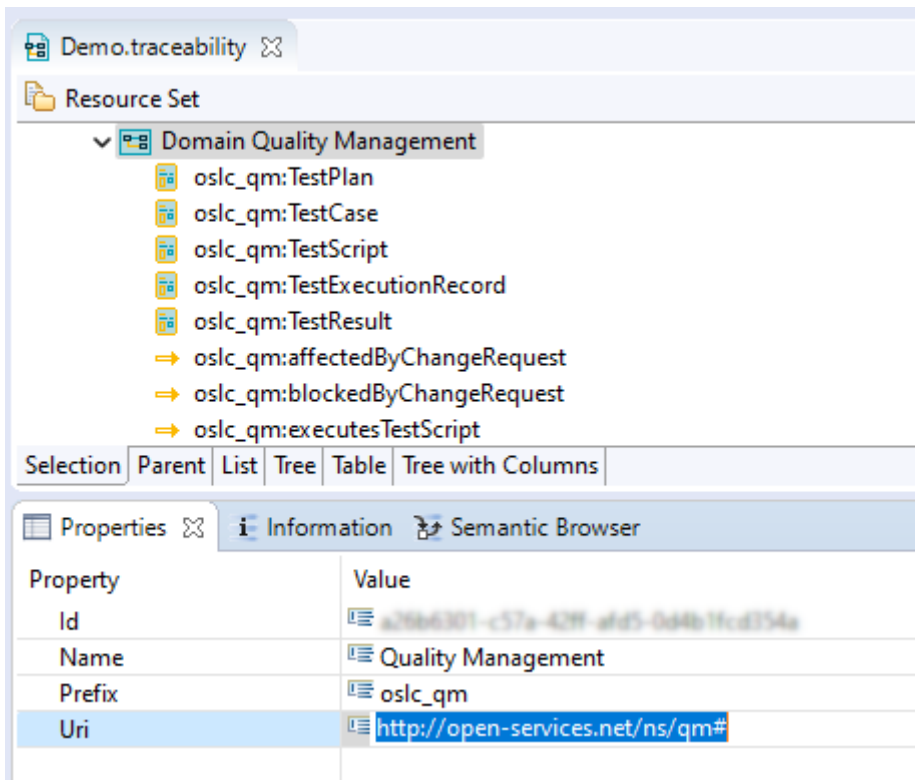 Demo.traceability
Resource Set
Domain Quality Management
oslc_qm:TestPlan
oslc_qm:TestCase
oslc_qm:TestScript
oslc_qm:TestExecutionRecord
oslc_qm:TestResult
oslc_qm:affectedByChangeRequest
oslc_qm:blockedByChangeRequest
oslc_qm:executesTestScript
Selection Parent List Tree Table Tree with Columns
Properties Information Semantic Browser
Property Value
Id
Name Quality Management
Prefix oslc_qm
Uri http://open-services.net/ns/qm#